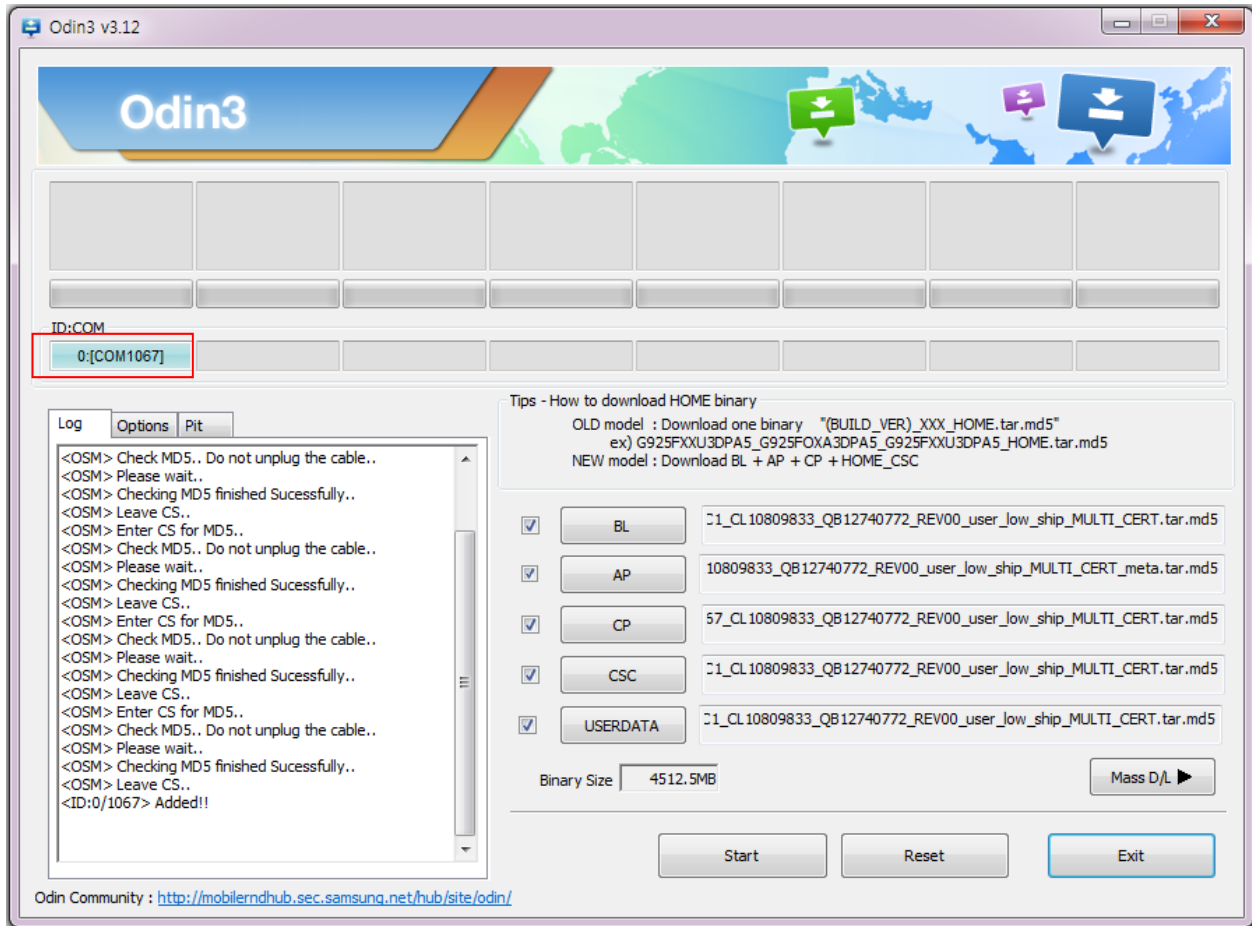 Odin3 v3.12
Odin3
ID:COM
0:[COM1067]
Log
Options
Pit
<OSM> Check MD5.. Do not unplug the cable..
<OSM> Please wait..
<OSM> Checking MD5 finished Sucessfully..
<OSM> Leave CS..
<OSM> Enter CS for MD5..
<OSM> Check MD5.. Do not unplug the cable..
<OSM> Please wait..
<OSM> Checking MD5 finished Sucessfully..
<OSM> Leave CS..
<OSM> Enter CS for MD5..
<OSM> Check MD5.. Do not unplug the cable..
<OSM> Please wait..
<OSM> Checking MD5 finished Sucessfully..
<OSM> Leave CS..
<OSM> Enter CS for MD5..
<OSM> Check MD5.. Do not unplug the cable..
<OSM> Please wait..
<OSM> Checking MD5 finished Sucessfully..
<OSM> Leave CS..
<ID:0/1067> Added!!
Tips - How to download HOME binary
OLD model : Download one binary "(BUILD_VER)_XXX_HOME.tar.md5"
ex) G925FXXU3DPA5_G925FOXA3DPA5_G925FXXU3DPA5_HOME.tar.md5
NEW model : Download BL + AP + CP + HOME_CSC
BL
C1_CL10809833_QB12740772_REV00_user_low_ship_MULTI_CERT.tar.md5
AP
10809833_QB12740772_REV00_user_low_ship_MULTI_CERT_meta.tar.md5
CP
67_CL10809833_QB12740772_REV00_user_low_ship_MULTI_CERT.tar.md5
CSC
C1_CL10809833_QB12740772_REV00_user_low_ship_MULTI_CERT.tar.md5
USERDATA
C1_CL10809833_QB12740772_REV00_user_low_ship_MULTI_CERT.tar.md5
Binary Size 4512.5MB
Mass D/L
Start
Reset
Exit
Odin Community : http://mobilerndhub.sec.samsung.net/hub/site/odin/